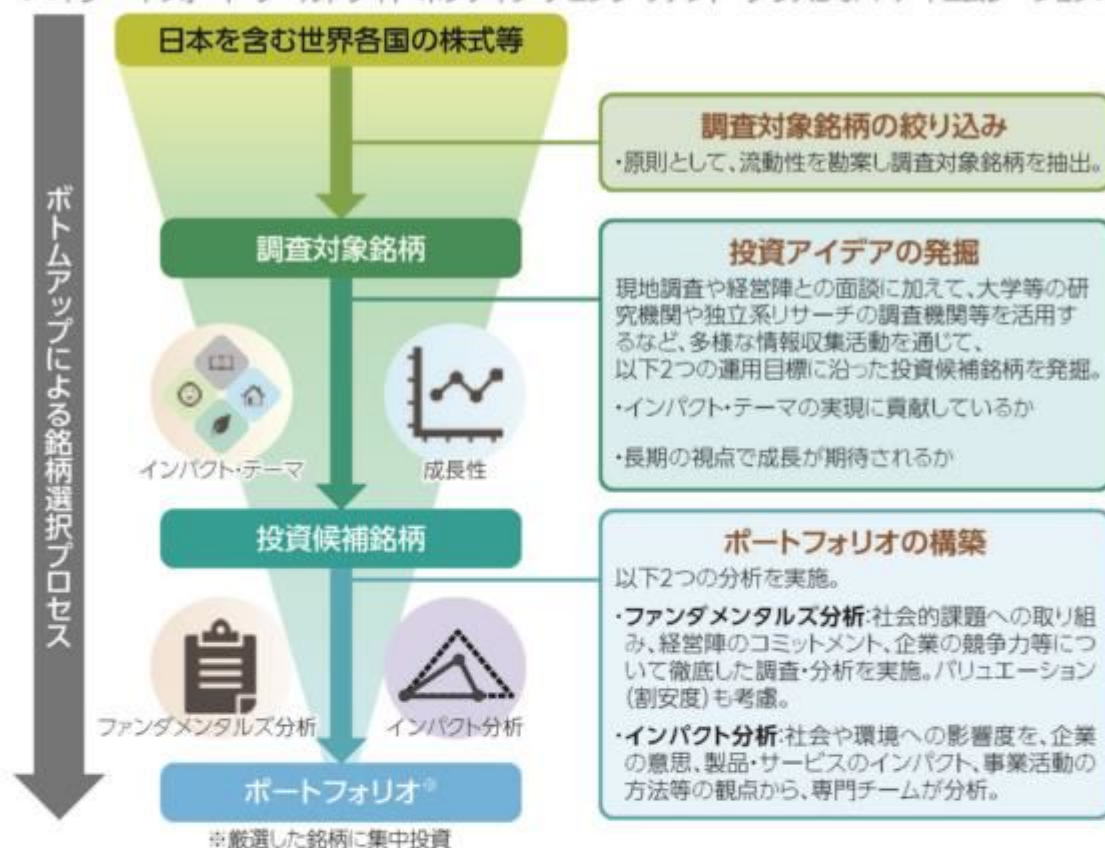 日本を含む世界各国の株式等
ボトムアップによる銘柄選択プロセス
調査対象銘柄の絞り込み
・原則として、流動性を勘案し調査対象銘柄を抽出。
調査対象銘柄
投資アイデアの発掘
現地調査や経営陣との面談に加えて、大学等の研
究機関や独立系リサーチの調査機関等を活用す
るなど、多様な情報収集活動を通じて、
以下2つの運用目標に沿った投資候補銘柄を発掘。
・インパクト・テーマの実現に貢献しているか
・長期の視点で成長が期待されるか
インパクト・テーマ
成長性
投資候補銘柄
ポートフォリオの構築
以下2つの分析を実施。
・ファンダメンタルズ分析:社会的課題への取り組
み、経営陣のコミットメント、企業の競争力等につ
いて徹底した調査・分析を実施。バリュエーション
(割安度)も考慮。
・インパクト分析:社会や環境への影響度を、企業
の意思、製品・サービスのインパクト、事業活動の
方法等の観点から、専門チームが分析。
ファンダメンタルズ分析
インパクト分析
ポートフォリオ※
※厳選した銘柄に集中投資